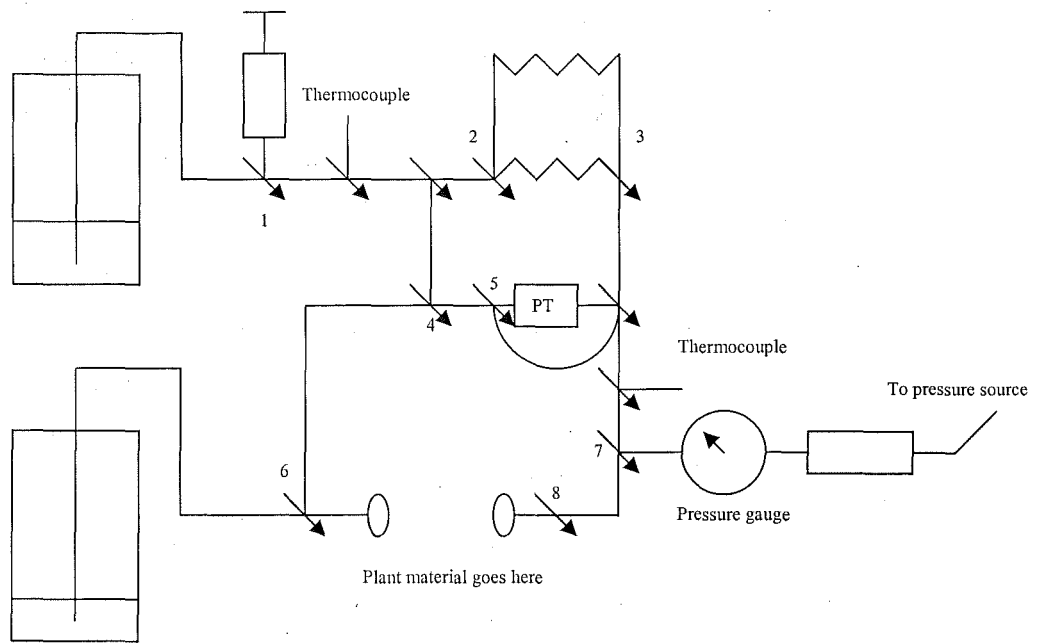 Thermocouple
2
3
1
5
PT
4
Thermocouple
To pressure source
7
6
8
Pressure gauge
Plant material goes here